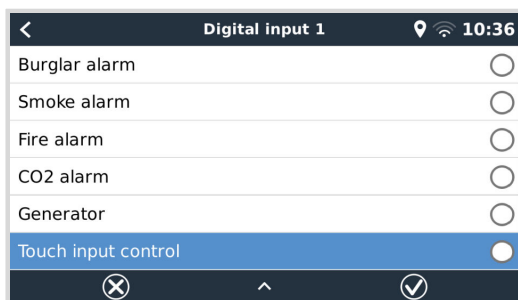 Digital input 1
10:36
Burglar alarm
Smoke alarm
Fire alarm
CO2 alarm
Generator
Touch input control